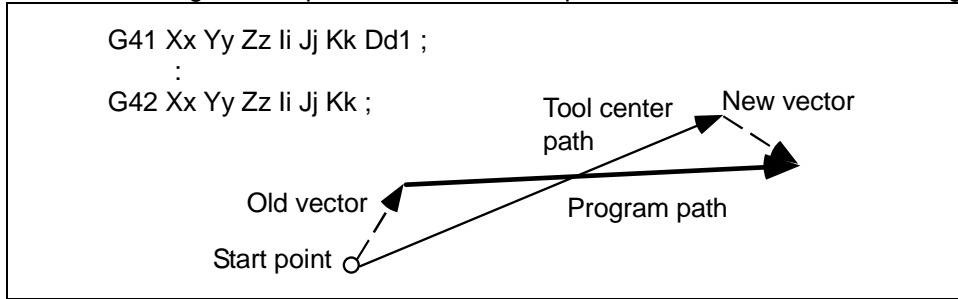 G41 Xx Yy Zz Ii Jj Kk Dd1 ;
:
G42 Xx Yy Zz Ii Jj Kk ;
Tool center
path
New vector
Old vector
Program path
Start point